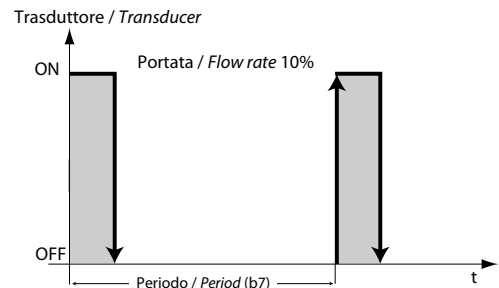 Trasduttore / Transducer
ON
Portata / Flow rate 10%
OFF
t
Periodo / Period (b7)